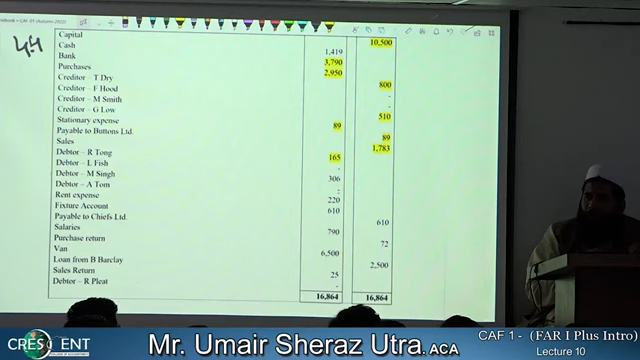 4.4
Capital 10,500
Cash 1,419
Bank 3,790
Purchases 2,950
Creditor – T Dry 800
Creditor – F Hood -
Creditor – M Smith -
Creditor – G Low 510
Stationary expense 89
Payable to Buttons Ltd. 89
Sales 1,783
Debtor – R Tong 165
Debtor – L Fish -
Debtor – M Singh 306
Debtor – A Tom -
Rent expense 220
Fixture Account 610
Payable to Chiefs Ltd. 610
Salaries 790
Purchase return 72
Van 6,500
Loan from B Barclay 2,500
Sales Return 25
Debtor – R Pleat -
16,864 16,864
CRESCENT
Mr. Umair Sheraz Utra. ACA
CAF 1 - (FAR I Plus Intro)
Lecture 10